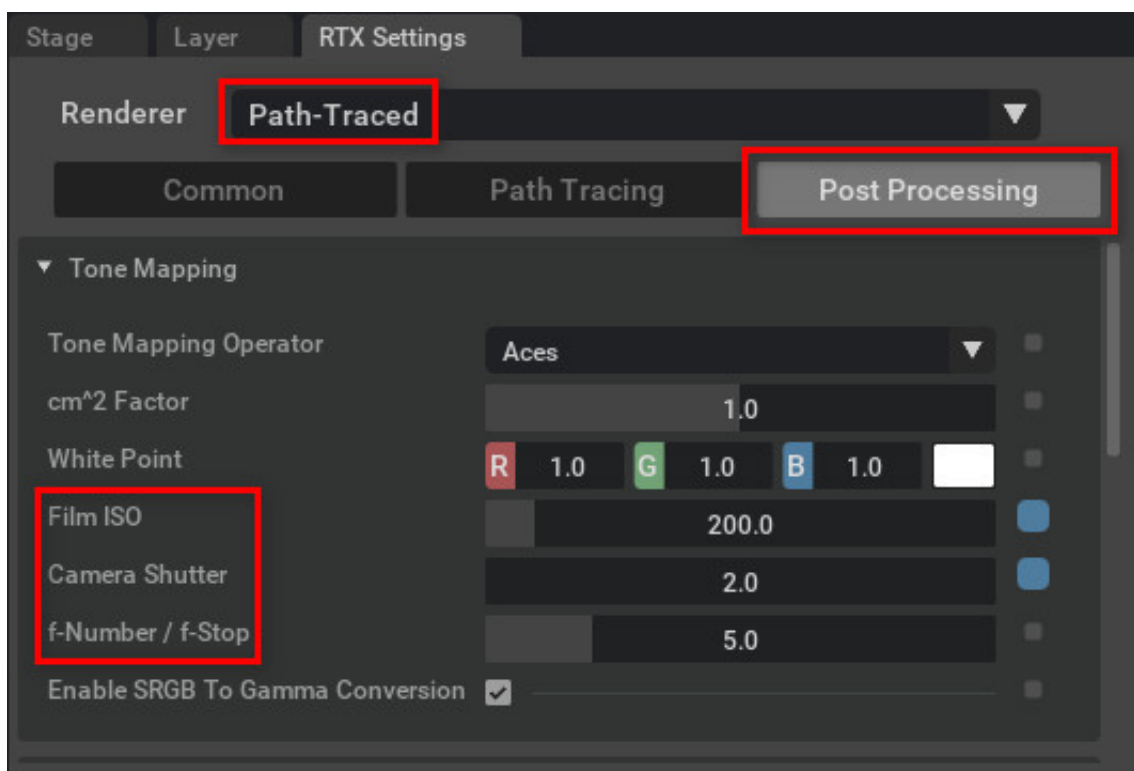 Stage Layer RTX Settings
Renderer Path-Traced
Common Path Tracing Post Processing
Tone Mapping
Tone Mapping Operator Aces
cm^2 Factor 1.0
White Point R 1.0 G 1.0 B 1.0
Film ISO 200.0
Camera Shutter 2.0
f-Number / f-Stop 5.0
Enable SRGB To Gamma Conversion